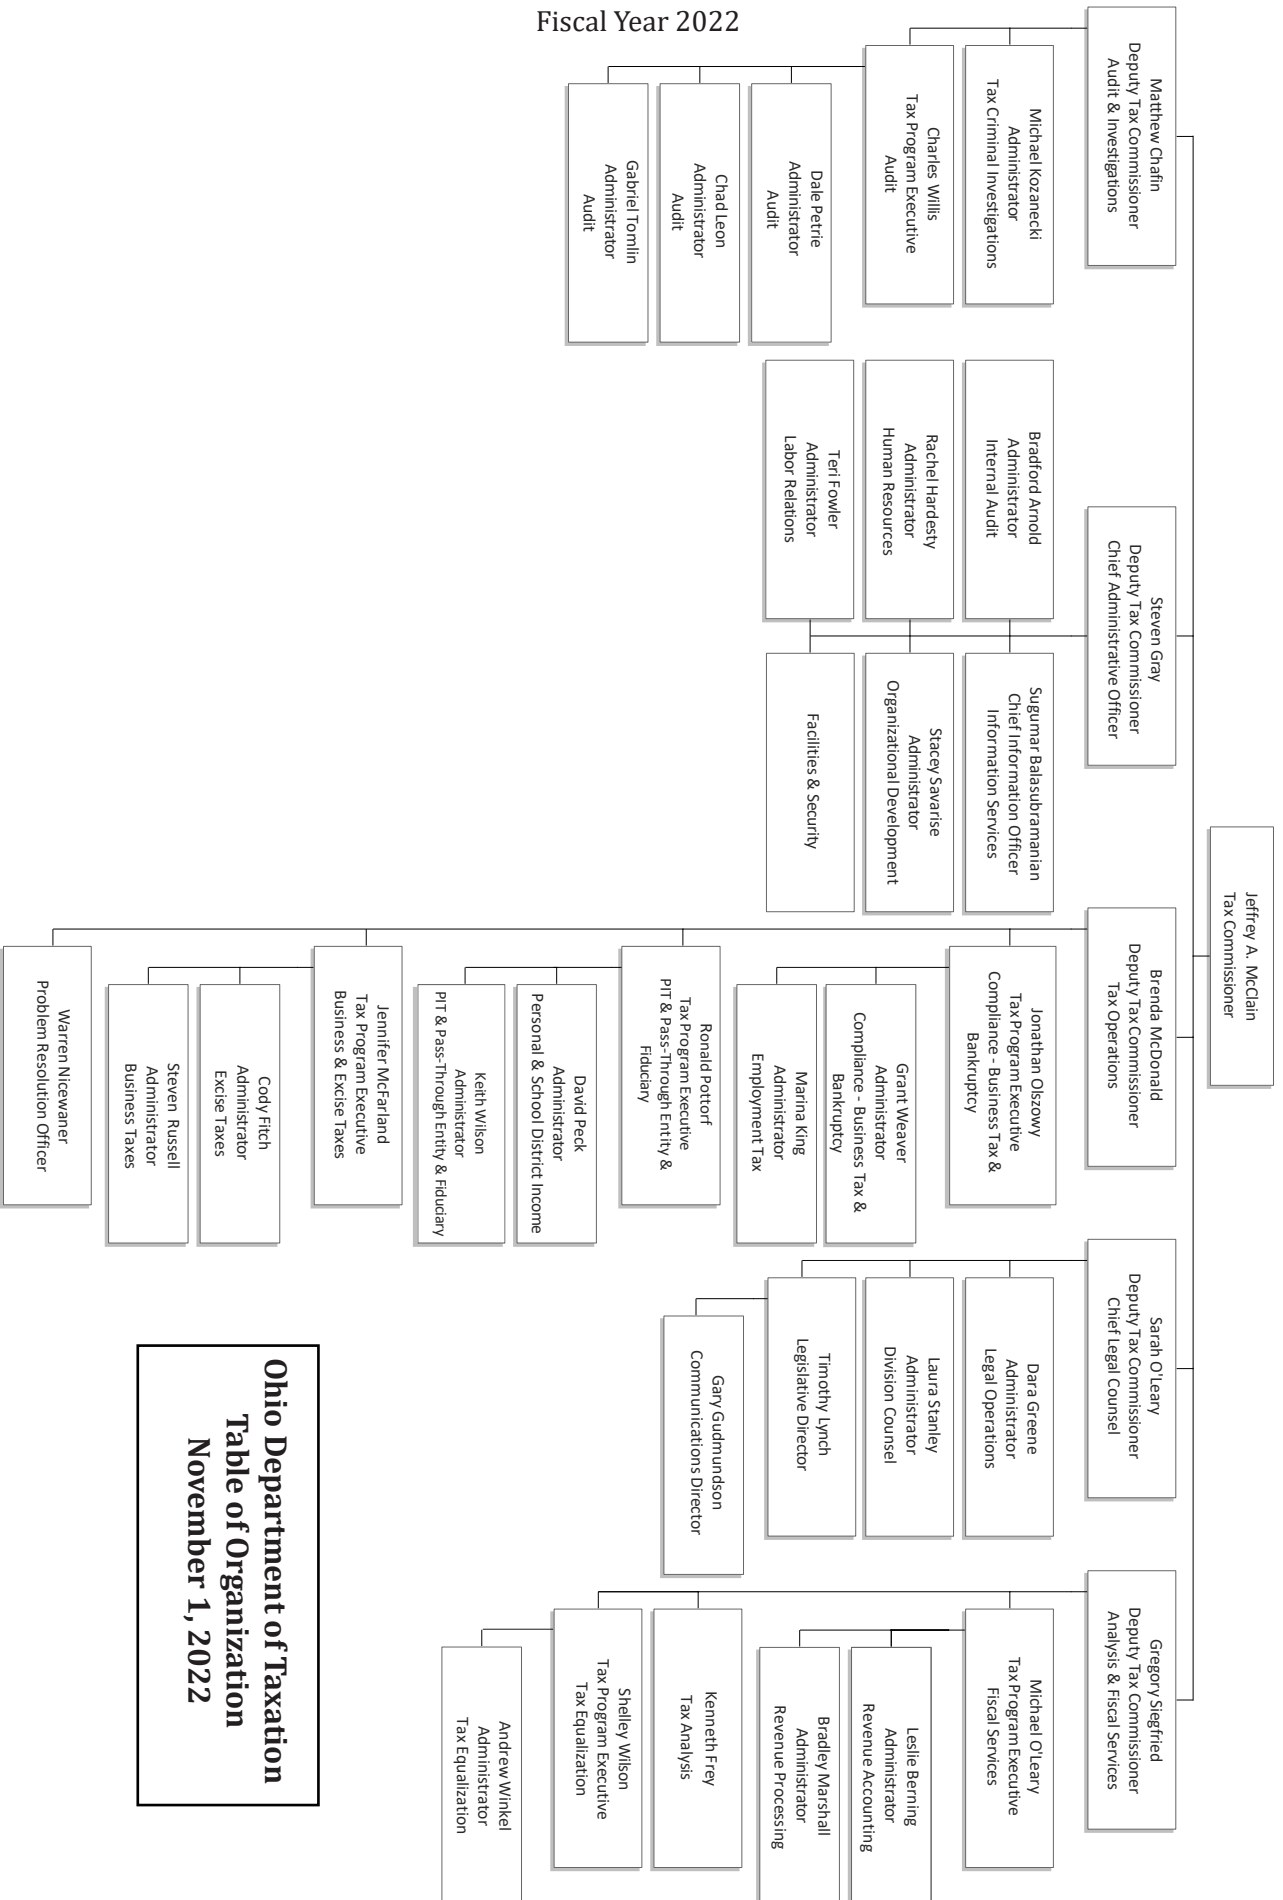 Fiscal Year 2022
Jeffrey A. McClain
Tax Commissioner
Matthew Chafin
Deputy Tax Commissioner
Audit & Investigations
Michael Kozanecki
Administrator
Tax Criminal Investigations
Charles Willis
Tax Program Executive
Audit
Dale Petrie
Administrator
Audit
Chad Leon
Administrator
Audit
Gabriel Tomlin
Administrator
Audit
Steven Gray
Deputy Tax Commissioner
Chief Administrative Officer
Bradford Arnold
Administrator
Internal Audit
Sugumar Balasubramanian
Chief Information Officer
Information Services
Rachel Hardesty
Administrator
Human Resources
Stacey Savarise
Administrator
Organizational Development
Teri Fowler
Administrator
Labor Relations
Facilities & Security
Brenda McDonald
Deputy Tax Commissioner
Tax Operations
Jonathan Olszowy
Tax Program Executive
Compliance - Business Tax &
Bankruptcy
Grant Weaver
Administrator
Compliance - Business Tax &
Bankruptcy
Marina King
Administrator
Employment Tax
Ronald Pottorf
Tax Program Executive
PIT & Pass-Through Entity &
Fiduciary
David Peck
Administrator
Personal & School District Income
Keith Wilson
Administrator
PIT & Pass-Through Entity & Fiduciary
Jennifer McFarland
Tax Program Executive
Business & Excise Taxes
Cody Fitch
Administrator
Excise Taxes
Steven Russell
Administrator
Business Taxes
Warren Nicewaner
Problem Resolution Officer
Sarah O'Leary
Deputy Tax Commissioner
Chief Legal Counsel
Dara Greene
Administrator
Legal Operations
Laura Stanley
Administrator
Division Counsel
Timothy Lynch
Legislative Director
Gary Gudmundson
Communications Director
Gregory Siegfried
Deputy Tax Commissioner
Analysis & Fiscal Services
Michael O'Leary
Tax Program Executive
Fiscal Services
Leslie Berning
Administrator
Revenue Accounting
Bradley Marshall
Administrator
Revenue Processing
Kenneth Frey
Tax Analysis
Shelley Wilson
Tax Program Executive
Tax Equalization
Andrew Winkel
Administrator
Tax Equalization
Ohio Department of Taxation
Table of Organization
November 1, 2022